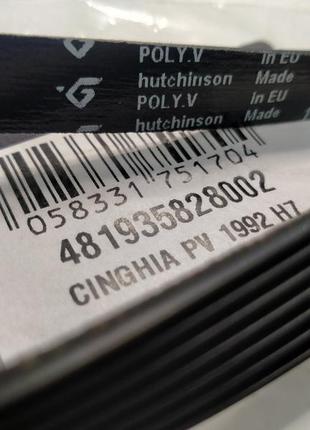 POLY.V in EU
hutchinson Made
POLY.V in EU
hutchinson Made
058331 751704
481935828002
CINGHIA PV 1992 H7